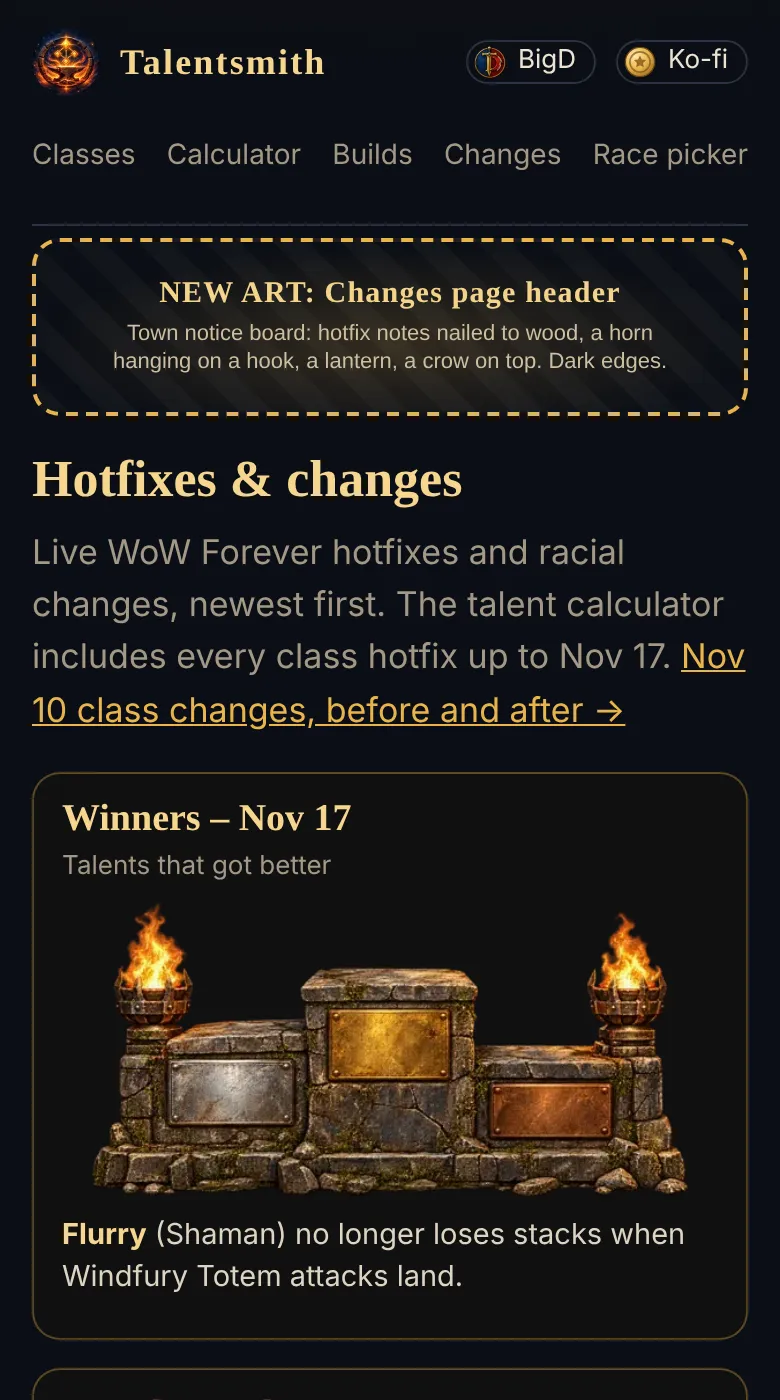 Talentsmith
BigD
Ko-fi
Classes Calculator Builds Changes Race picker
NEW ART: Changes page header
Town notice board: hotfix notes nailed to wood, a horn
hanging on a hook, a lantern, a crow on top. Dark edges.
Hotfixes & changes
Live WoW Forever hotfixes and racial
changes, newest first. The talent calculator
includes every class hotfix up to Nov 17. Nov
10 class changes, before and after →
Winners – Nov 17
Talents that got better
Flurry (Shaman) no longer loses stacks when
Windfury Totem attacks land.